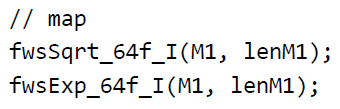 // map
fwsSqrt_64f_I(M1, lenM1);
fwsExp_64f_I(M1, lenM1);